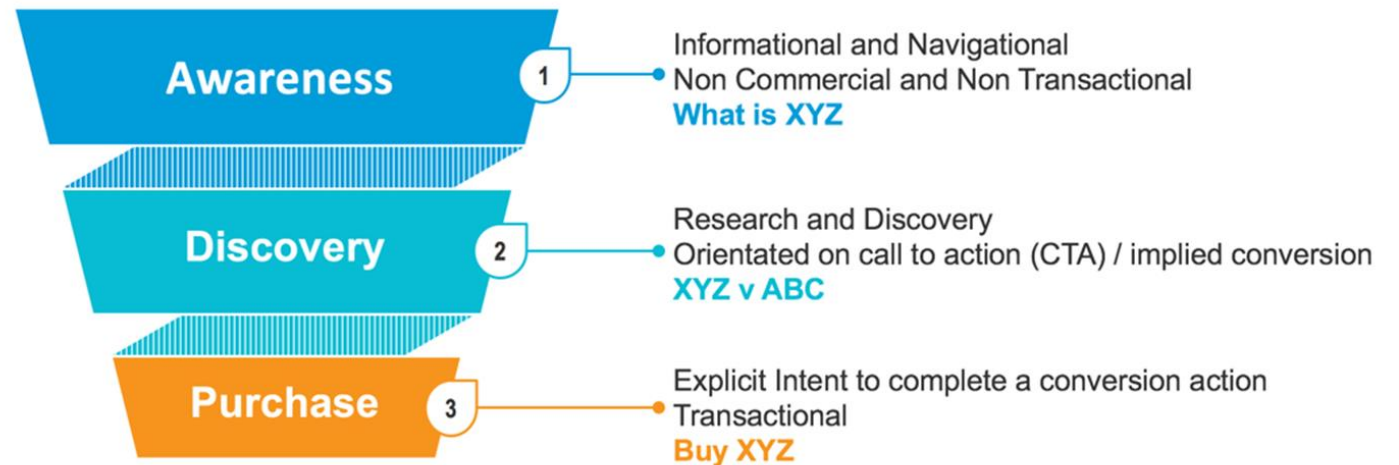 Awareness
1
Informational and Navigational
Non Commercial and Non Transactional
What is XYZ
Discovery
2
Research and Discovery
Orientated on call to action (CTA) / implied conversion
XYZ v ABC
Purchase
3
Explicit Intent to complete a conversion action
Transactional
Buy XYZ